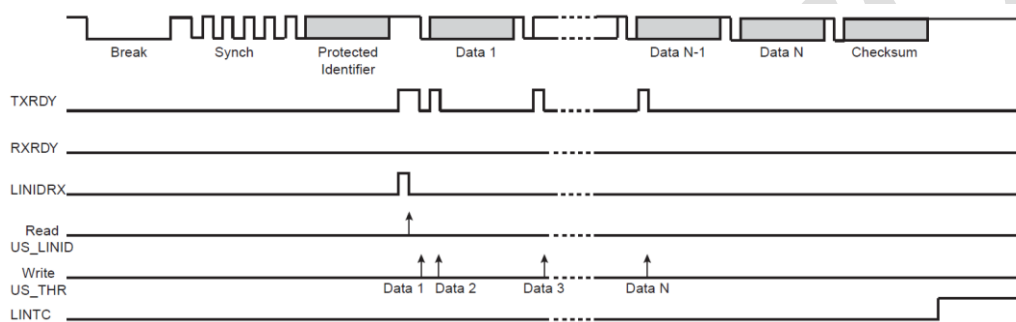 Break Synch Protected Data 1 Data N-1 Data N Checksum
Identifier
TXRDY
RXRDY
LINIDRX
Read
US_LINID
Write
US_THR Data 1 Data 2 Data 3 Data N
LINTC